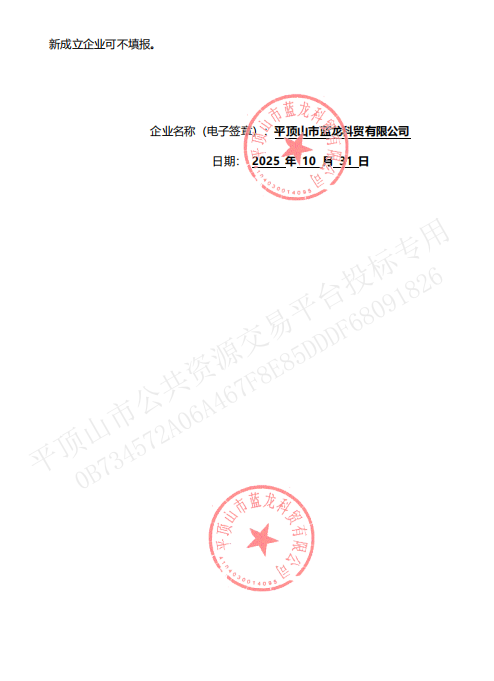 新成立企业可不填报。
企业名称（电子签章）：平顶山市蓝龙科贸有限公司
日期： 2025 年 10 月 31 日
平顶山市蓝龙科贸有限公司
平顶山市公共资源交易平台投标专用
0B734572A06A467F8E85DDDF68091826
平顶山市蓝龙科贸有限公司